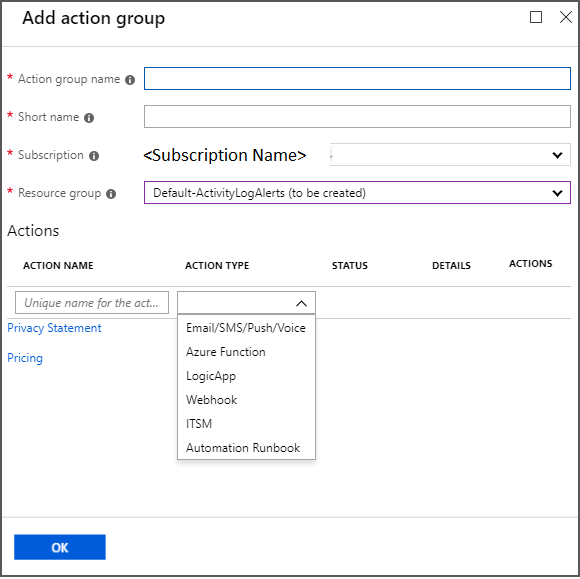 Add action group
* Action group name
* Short name
* Subscription <Subscription Name>
* Resource group Default-ActivityLogAlerts (to be created)
Actions
ACTION NAME ACTION TYPE STATUS DETAILS ACTIONS
Unique name for the act...
Privacy Statement
Pricing
Email/SMS/Push/Voice
Azure Function
LogicApp
Webhook
ITSM
Automation Runbook
OK